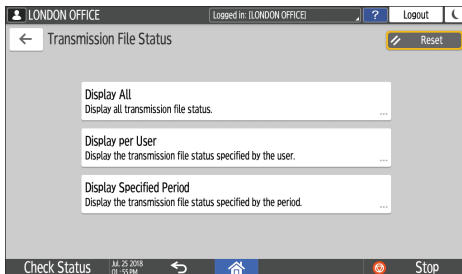 LONDON OFFICE
Logged in: [LONDON OFFICE]
?
Logout
Transmission File Status
Reset
Display All
Display all transmission file status.
...
Display per User
Display the transmission file status specified by the user.
...
Display Specified Period
Display the transmission file status specified by the period.
...
Check Status
Jul. 25 2018
01:55 PM
Stop